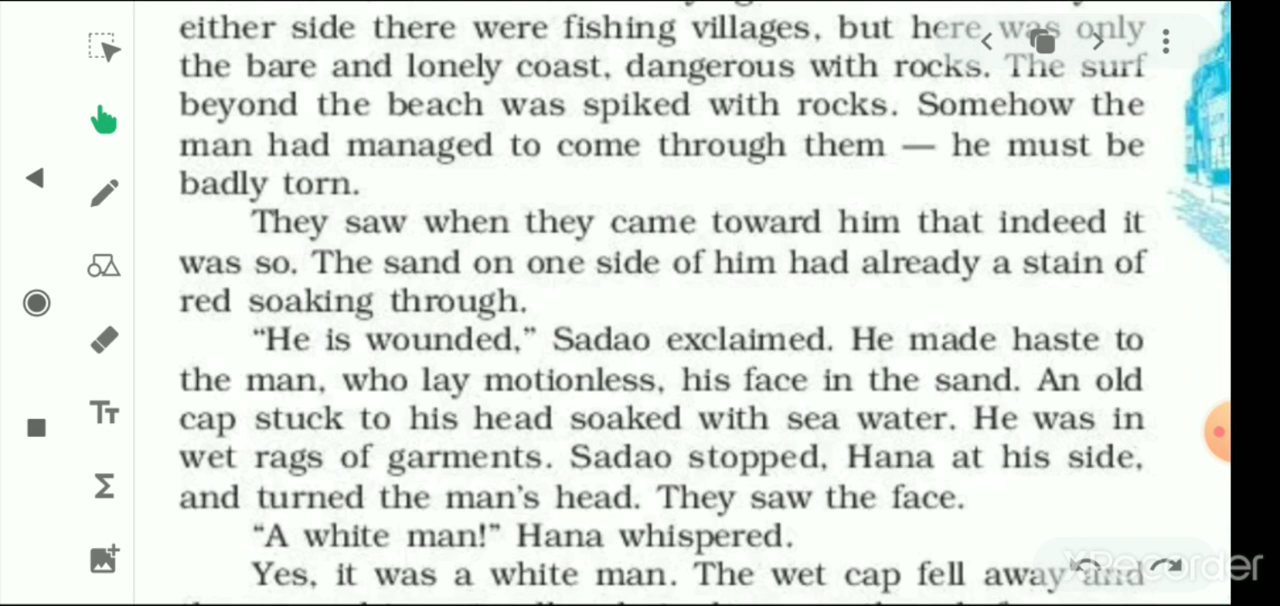 either side there were fishing villages, but here was only
the bare and lonely coast, dangerous with rocks. The surf
beyond the beach was spiked with rocks. Somehow the
man had managed to come through them — he must be
badly torn.
They saw when they came toward him that indeed it
was so. The sand on one side of him had already a stain of
red soaking through.
“He is wounded,” Sadao exclaimed. He made haste to
the man, who lay motionless, his face in the sand. An old
cap stuck to his head soaked with sea water. He was in
wet rags of garments. Sadao stopped, Hana at his side,
and turned the man’s head. They saw the face.
“A white man!” Hana whispered.
Yes, it was a white man. The wet cap fell away and
XRecorder